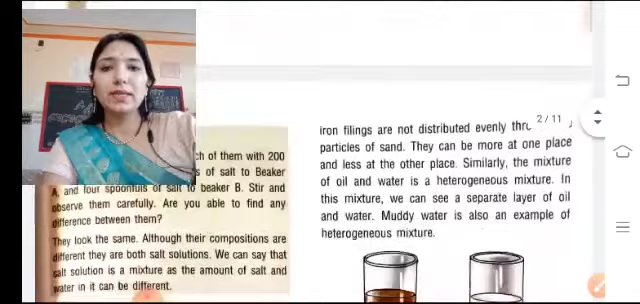 ch of them with 200
s of salt to Beaker
A, and four spoonfuls of salt to beaker B. Stir and
observe them carefully. Are you able to find any
difference between them?
They look the same. Although their compositions are
different they are both salt solutions. We can say that
salt solution is a mixture as the amount of salt and
water in it can be different.
iron filings are not distributed evenly thr
particles of sand. They can be more at one place
and less at the other place. Similarly, the mixture
of oil and water is a heterogeneous mixture. In
this mixture, we can see a separate layer of oil
and water. Muddy water is also an example of
heterogeneous mixture.
2/11